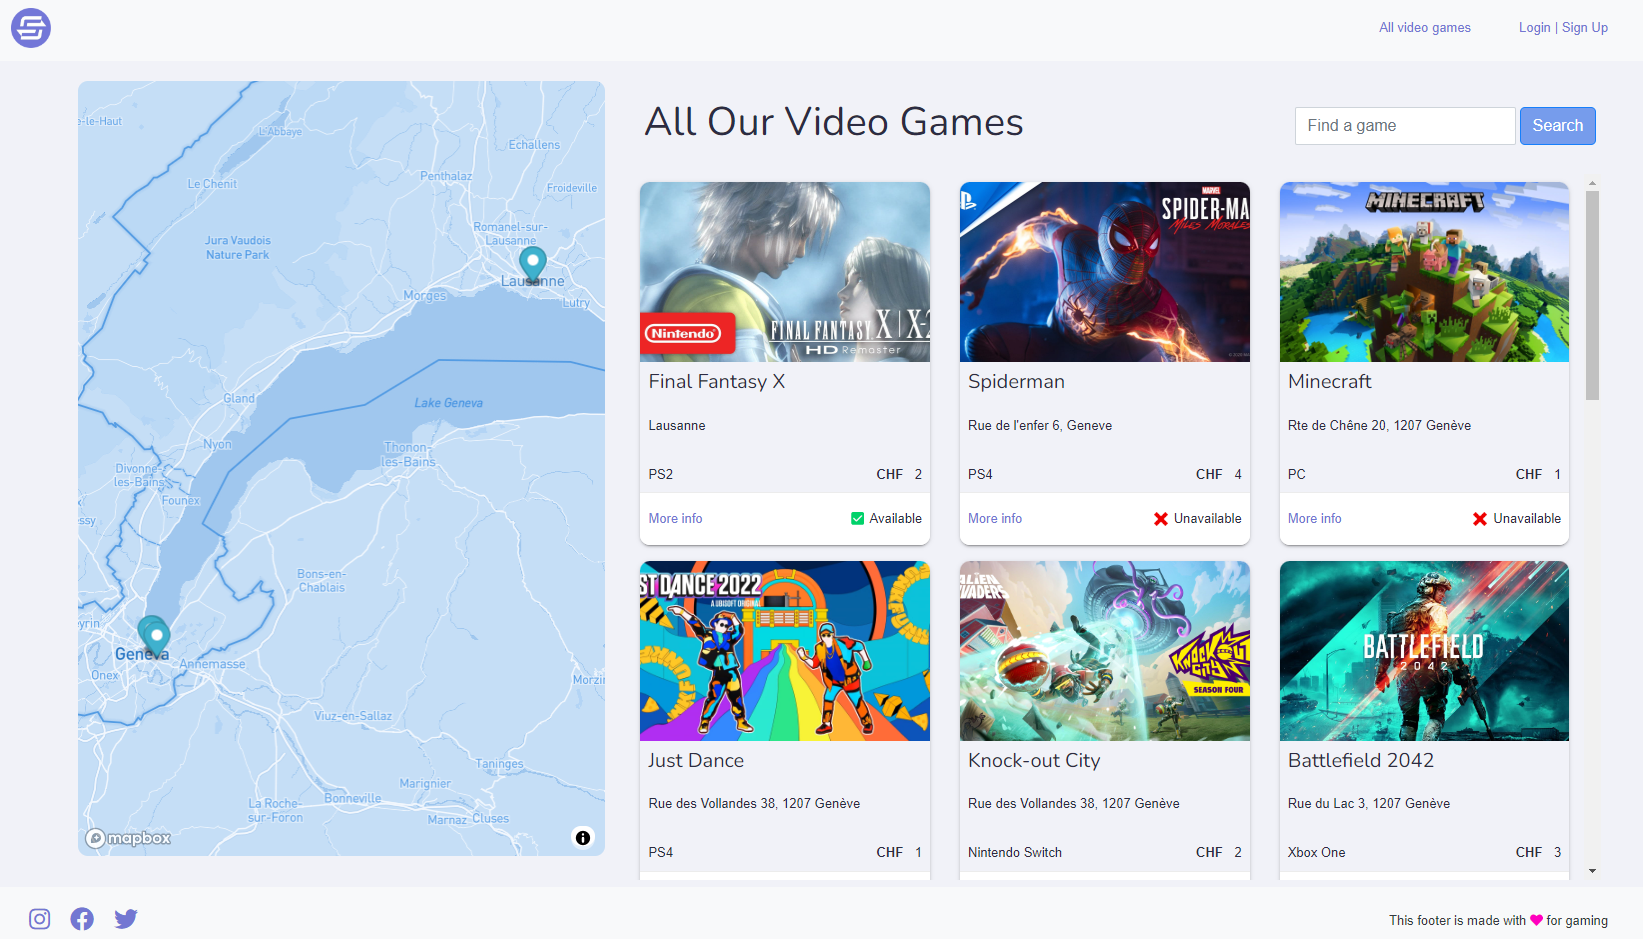 All video games
Login | Sign Up
e-le-Haut
L'Abbaye
Echallens
Penthalaz
Le Chenit
Froideville
Romanel-sur-
Lausanne
Jura Vaudois
Nature Park
Lausanne
Morges
Lutry
Gland
Lake Geneva
Nyon
Thonon-
les-Bains
Divonne-
les-Bains
Founex
ssy
Bons-en-
Chablais
eyrin
Geneva
Annemasse
Onex
Morzin
Viuz-en-Sallaz
Taninges
Marignier
Bonneville
La Roche-
sur-Foron
Marnaz
Cluses
mapbox
All Our Video Games
Find a game
Search
Nintendo
FINAL FANTASY X | X-2
HD Remaster
Final Fantasy X
Lausanne
PS2
CHF 2
More info
Available
MARVEL
SPIDER-MA
MILES MORALES
Spiderman
Rue de l'enfer 6, Geneve
PS4
CHF 4
More info
Unavailable
MINECRAFT
Minecraft
Rte de Chêne 20, 1207 Genève
PC
CHF 1
More info
Unavailable
ST DANCE 2022
A UBISOFT ORIGINAL
Just Dance
Rue des Vollandes 38, 1207 Genève
PS4
CHF 1
ALIEN
VADERS
KNOCKOUT
CITY
SEASON FOUR
Knock-out City
Rue des Vollandes 38, 1207 Genève
Nintendo Switch
CHF 2
BATTLEFIELD
2042
Battlefield 2042
Rue du Lac 3, 1207 Genève
Xbox One
CHF 3
This footer is made with ❤ for gaming